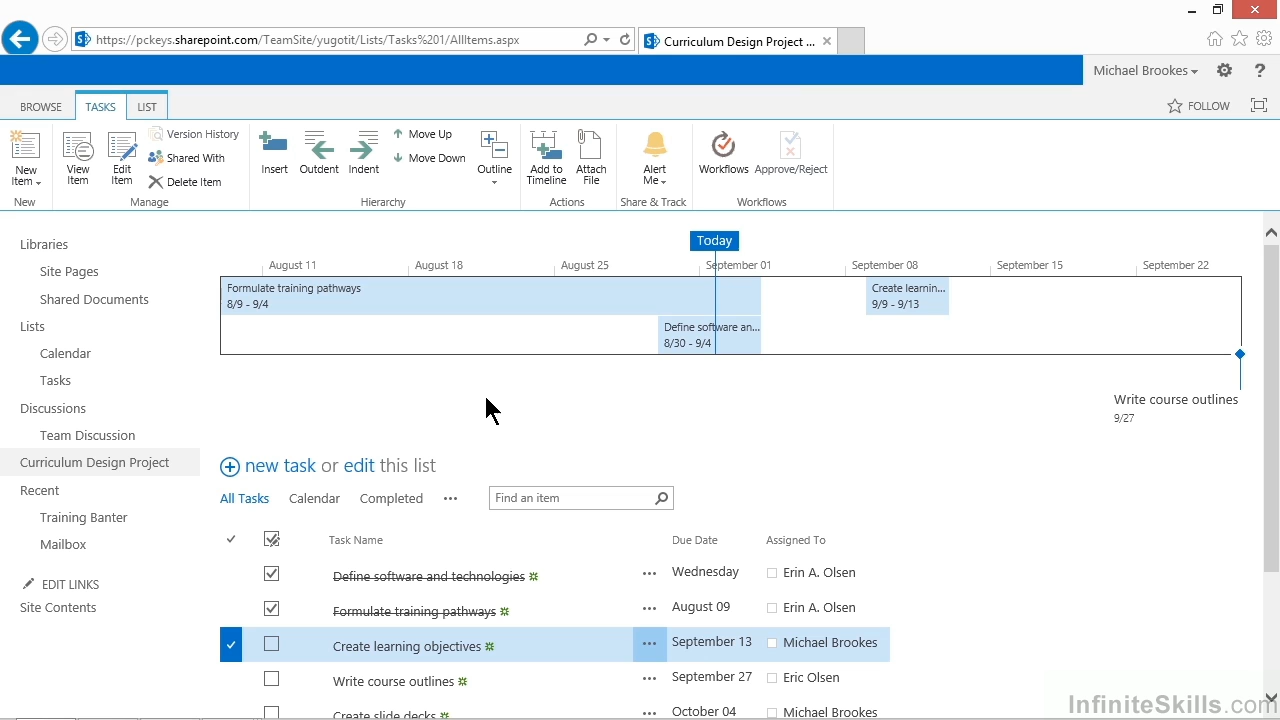 https://pckeys.sharepoint.com/TeamSite/yugotit/Lists/Tasks%201/AllItems.aspx
Curriculum Design Project ...
Michael Brookes
BROWSE TASKS LIST
FOLLOW
New Item
View Item
Edit Item
Version History
Shared With
Delete Item
Insert
Outdent
Indent
Move Up
Move Down
Outline
Add to Timeline
Attach File
Alert Me
Workflows
Approve/Reject
New
Manage
Hierarchy
Actions
Share & Track
Workflows
Libraries
Site Pages
Shared Documents
Lists
Calendar
Tasks
Discussions
Team Discussion
Curriculum Design Project
Recent
Training Banter
Mailbox
EDIT LINKS
Site Contents
Today
August 11 August 18 August 25 September 01 September 08 September 15 September 22
Formulate training pathways
8/9 - 9/4
Create learnin...
9/9 - 9/13
Define software an...
8/30 - 9/4
Write course outlines
9/27
new task or edit this list
All Tasks Calendar Completed ... Find an item
Task Name Due Date Assigned To
Define software and technologies ... Wednesday Erin A. Olsen
Formulate training pathways ... August 09 Erin A. Olsen
Create learning objectives ... September 13 Michael Brookes
Write course outlines ... September 27 Eric Olsen
Create slide decks ... October 04 Michael Brookes
InfiniteSkills.com